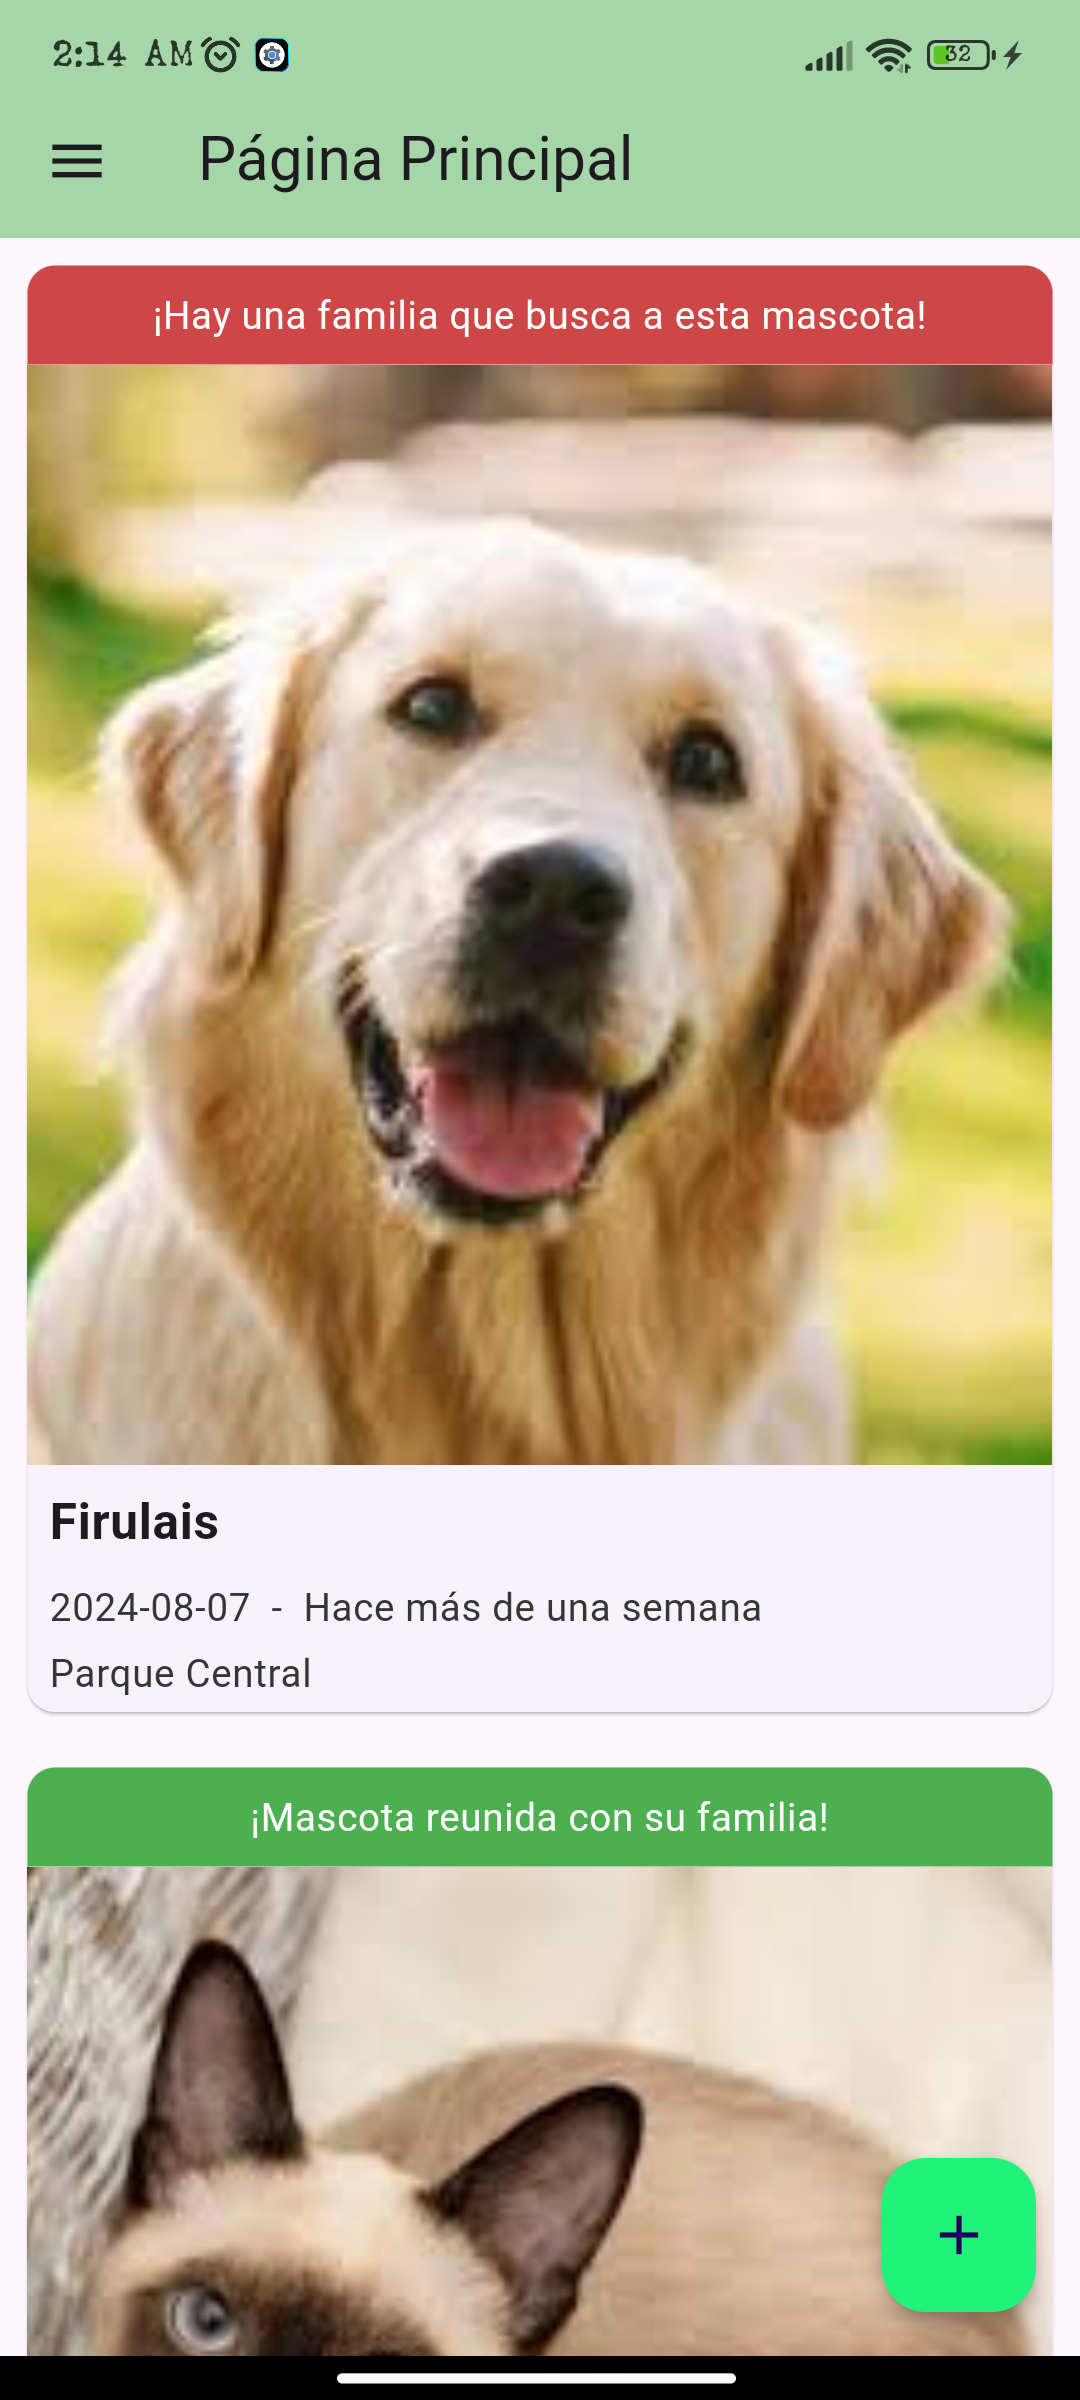 2:14 AM
32
Página Principal
¡Hay una familia que busca a esta mascota!
Firulais
2024-08-07 - Hace más de una semana
Parque Central
¡Mascota reunida con su familia!